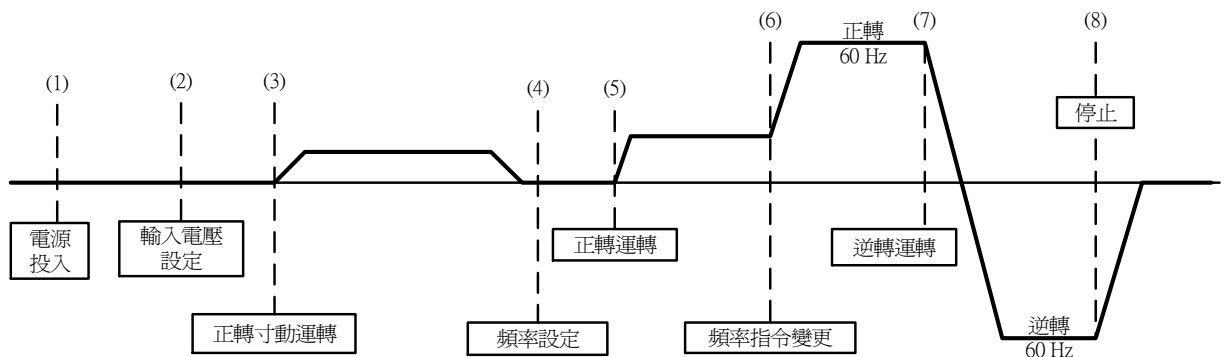 (1)
(2)
(3)
(4)
(5)
(6)
(7)
(8)
正轉
60 Hz
停止
電源
投入
輸入電壓
設定
正轉運轉
逆轉運轉
正轉寸動運轉
頻率設定
頻率指令變更
逆轉
60 Hz